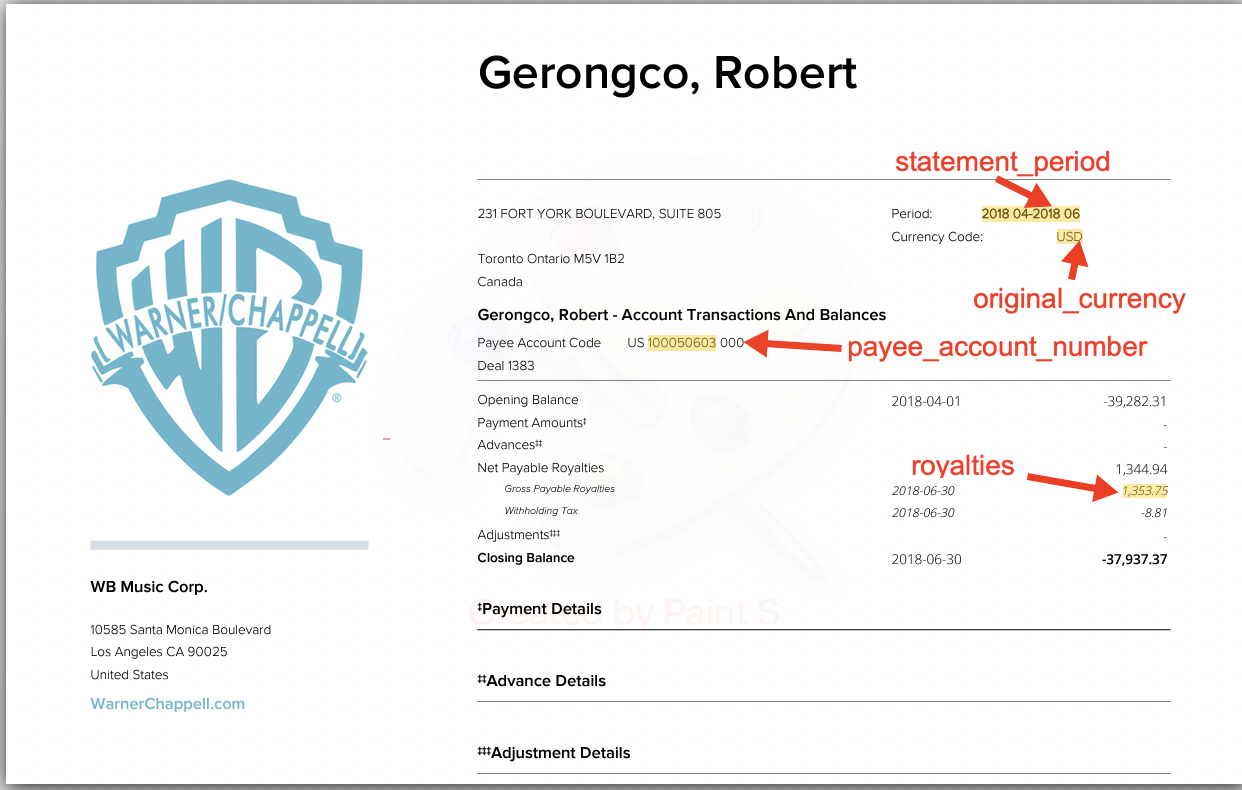 Gerongco, Robert
statement_period
231 FORT YORK BOULEVARD, SUITE 805
Period: 2018 04-2018 06
Currency Code: USD
Toronto Ontario M5V 1B2
Canada
original_currency
Gerongco, Robert - Account Transactions And Balances
Payee Account Code US 100050603 000
payee_account_number
Deal 1383
Opening Balance 2018-04-01 -39,282.31
Payment Amounts‡ -
Advances‡‡ -
royalties
Net Payable Royalties 1,344.94
Gross Payable Royalties 2018-06-30 1,353.75
Withholding Tax 2018-06-30 -8.81
Adjustments‡‡‡ -
Closing Balance 2018-06-30 -37,937.37
‡Payment Details
Created by Paint S
‡‡Advance Details
‡‡‡Adjustment Details
WB
WARNER/CHAPPELL
®
WB Music Corp.
10585 Santa Monica Boulevard
Los Angeles CA 90025
United States
WarnerChappell.com